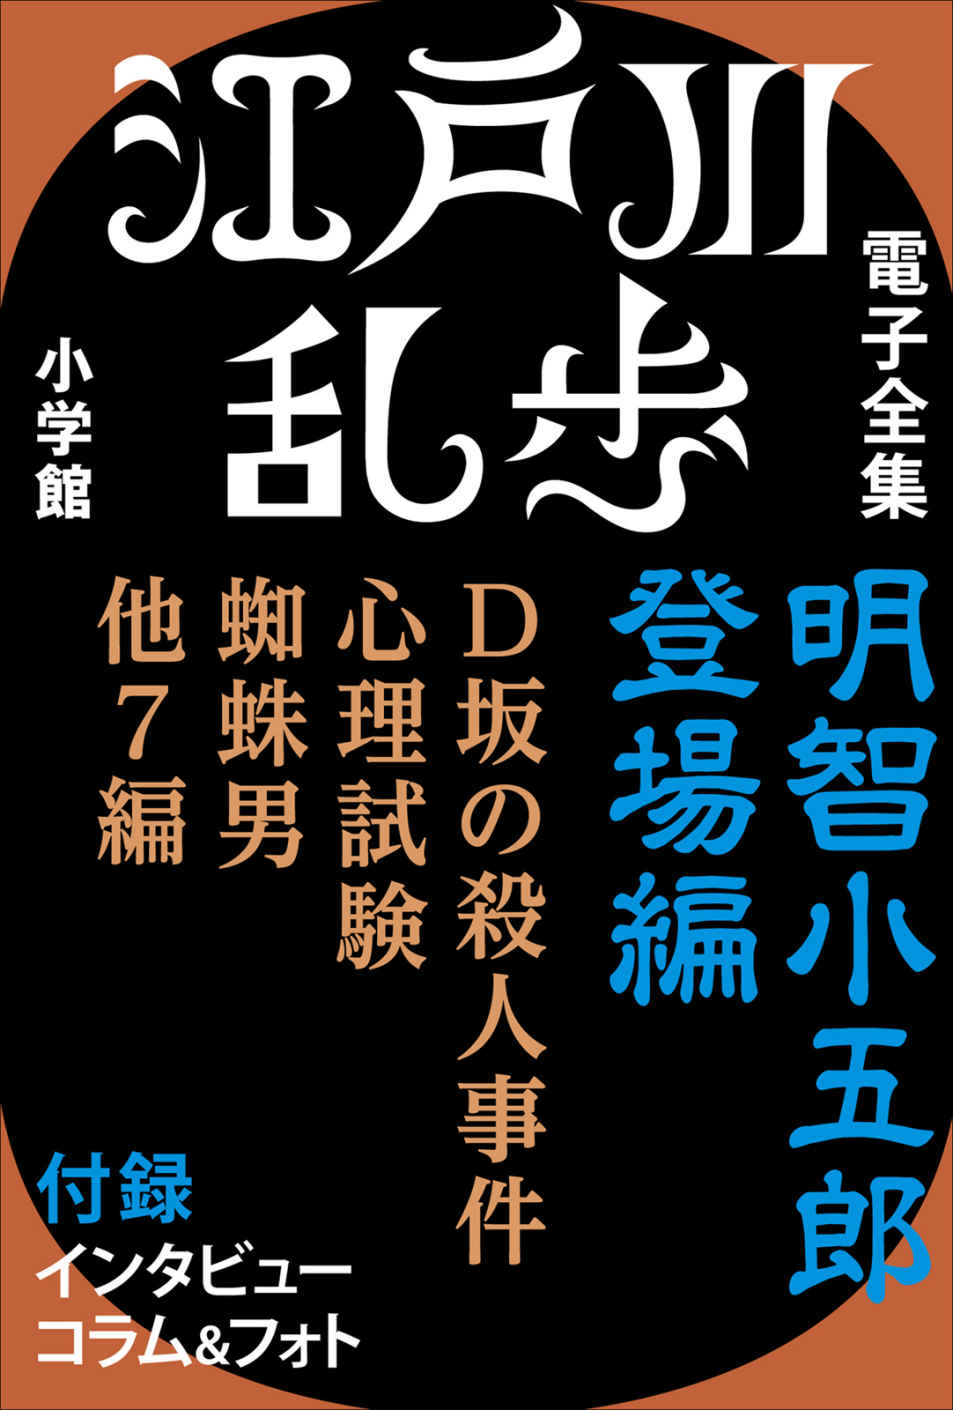 江戸川
乱歩
電子全集
小学館
明智小五郎
登場編
D坂の殺人事件
心理試験
蜘蛛男
他7編
付録
インタビュー
コラム&フォト